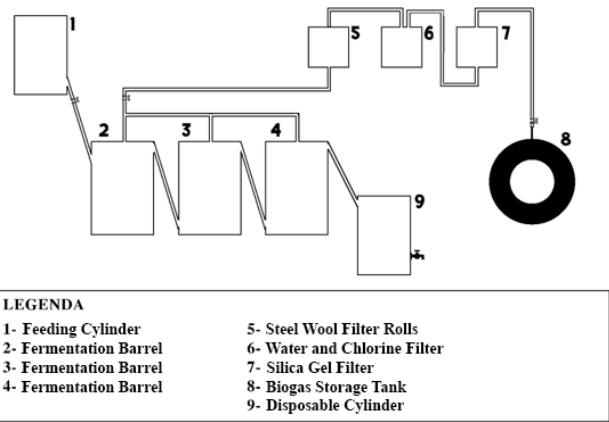 1
5
6
7
2
3
4
8
9
LEGENDA
1- Feeding Cylinder
2- Fermentation Barrel
3- Fermentation Barrel
4- Fermentation Barrel
5- Steel Wool Filter Rolls
6- Water and Chlorine Filter
7- Silica Gel Filter
8- Biogas Storage Tank
9- Disposable Cylinder